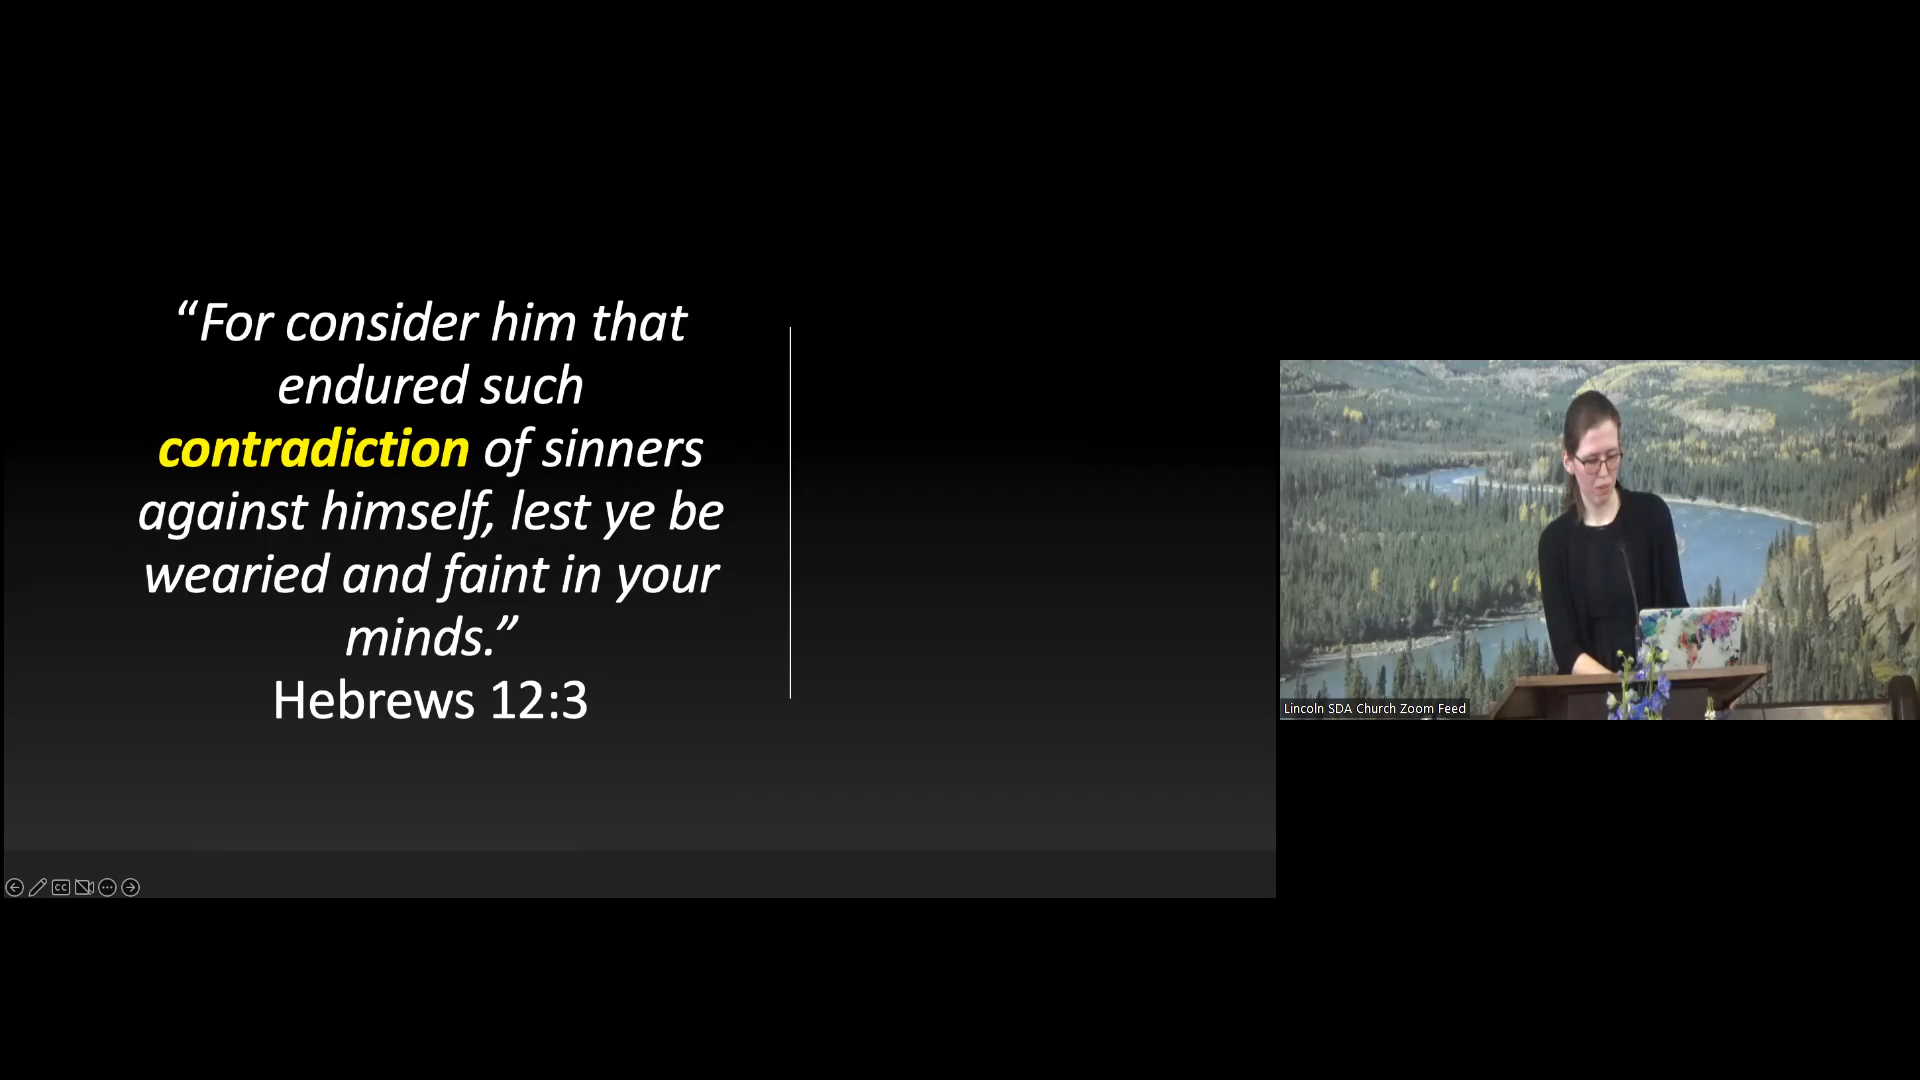 “For consider him that
endured such
contradiction of sinners
against himself, lest ye be
wearied and faint in your
minds.”
Hebrews 12:3
Lincoln SDA Church Zoom Feed
CC